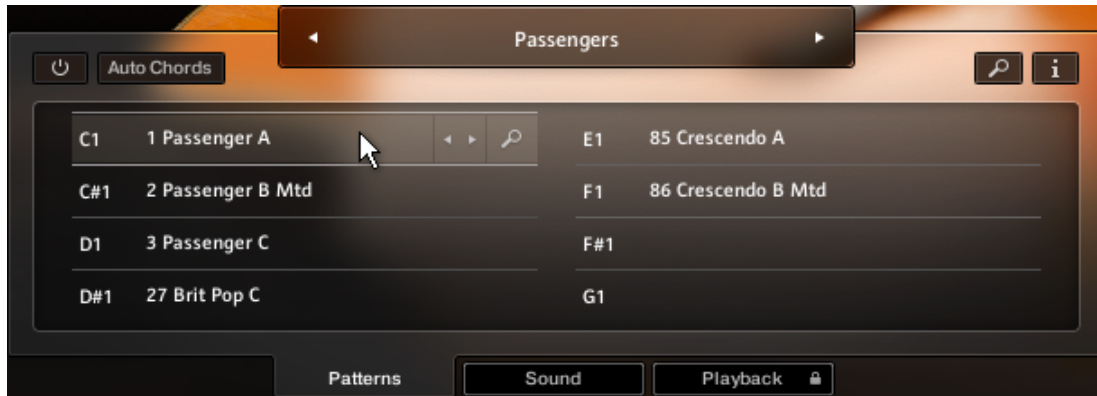 Passengers
Auto Chords
i
C1 1 Passenger A
C#1 2 Passenger B Mtd
D1 3 Passenger C
D#1 27 Brit Pop C
E1 85 Crescendo A
F1 86 Crescendo B Mtd
F#1
G1
Patterns Sound Playback